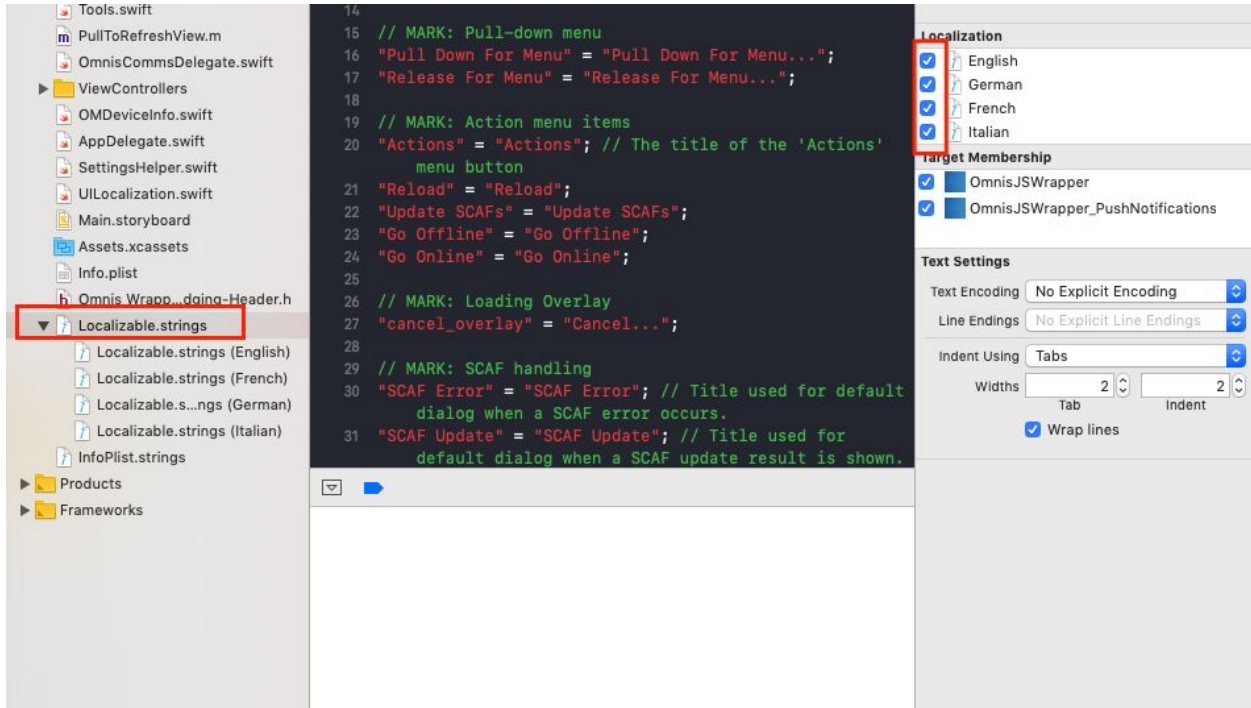 Tools.swift
PullToRefreshView.m
OmnisCommsDelegate.swift
ViewControllers
OMDeviceInfo.swift
AppDelegate.swift
SettingsHelper.swift
UILocalization.swift
Main.storyboard
Assets.xcassets
Info.plist
Omnis Wrapp...dging-Header.h
Localizable.strings
Localizable.strings (English)
Localizable.strings (French)
Localizable.s...ngs (German)
Localizable.strings (Italian)
InfoPlist.strings
Products
Frameworks
14
15 // MARK: Pull-down menu
16 "Pull Down For Menu" = "Pull Down For Menu...";
17 "Release For Menu" = "Release For Menu...";
18
19 // MARK: Action menu items
20 "Actions" = "Actions"; // The title of the 'Actions'
menu button
21 "Reload" = "Reload";
22 "Update SCAFs" = "Update SCAFs";
23 "Go Offline" = "Go Offline";
24 "Go Online" = "Go Online";
25
26 // MARK: Loading Overlay
27 "cancel_overlay" = "Cancel...";
28
29 // MARK: SCAF handling
30 "SCAF Error" = "SCAF Error"; // Title used for default
dialog when a SCAF error occurs.
31 "SCAF Update" = "SCAF Update"; // Title used for
default dialog when a SCAF update result is shown.
Localization
English
German
French
Italian
Target Membership
OmnisJSWrapper
OmnisJSWrapper_PushNotifications
Text Settings
Text Encoding No Explicit Encoding
Line Endings No Explicit Line Endings
Indent Using Tabs
Widths 2 2
Tab Indent
Wrap lines